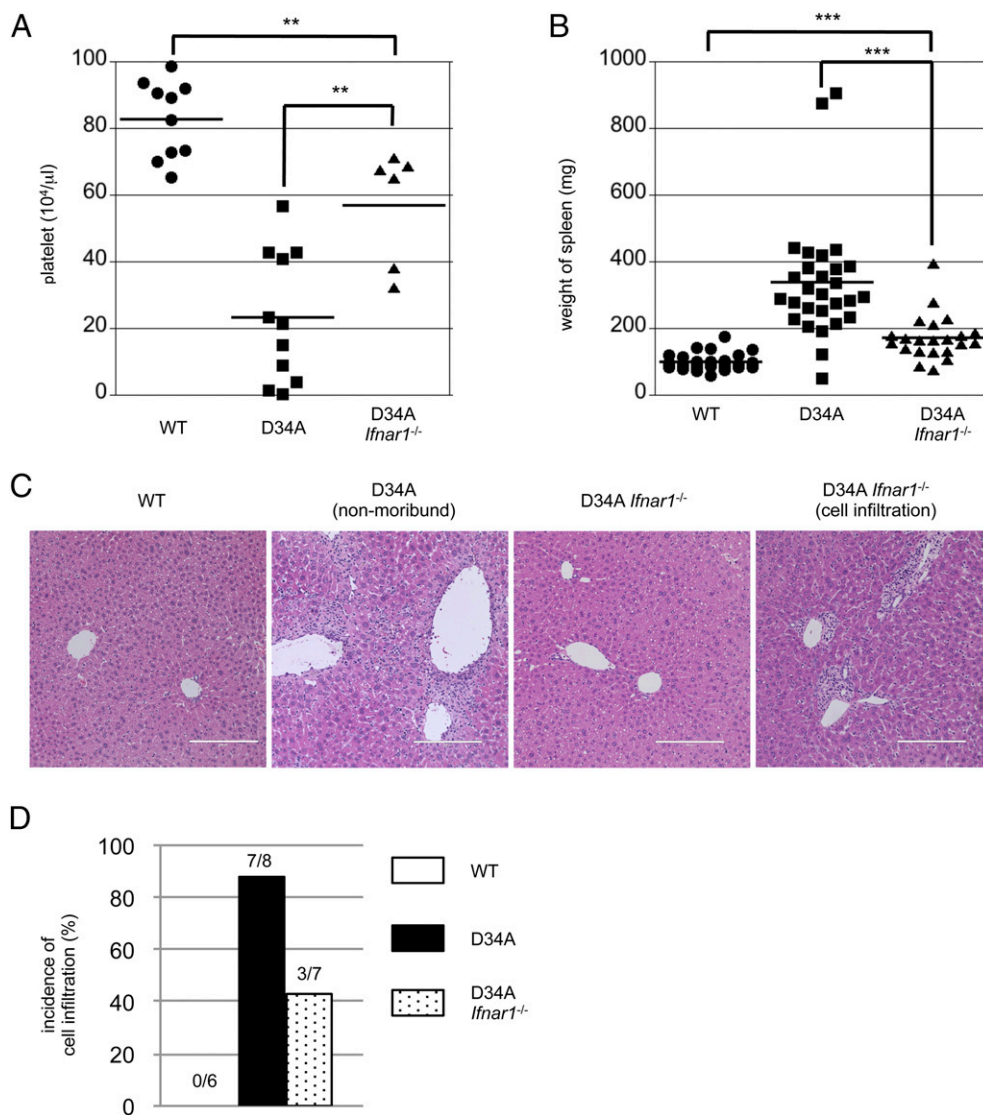 A
**
**
100
80
60
40
20
0
platelet (10⁴/μl)
WT
D34A
D34A
Ifnar1-/-
B
***
***
1000
800
600
400
200
0
weight of spleen (mg)
WT
D34A
D34A
Ifnar1-/-
C
WT
D34A
(non-moribund)
D34A Ifnar1-/-
D34A Ifnar1-/-
(cell infiltration)
D
100
80
60
40
20
0
incidence of
cell infiltration (%)
0/6
7/8
3/7
WT
D34A
D34A
Ifnar1-/-